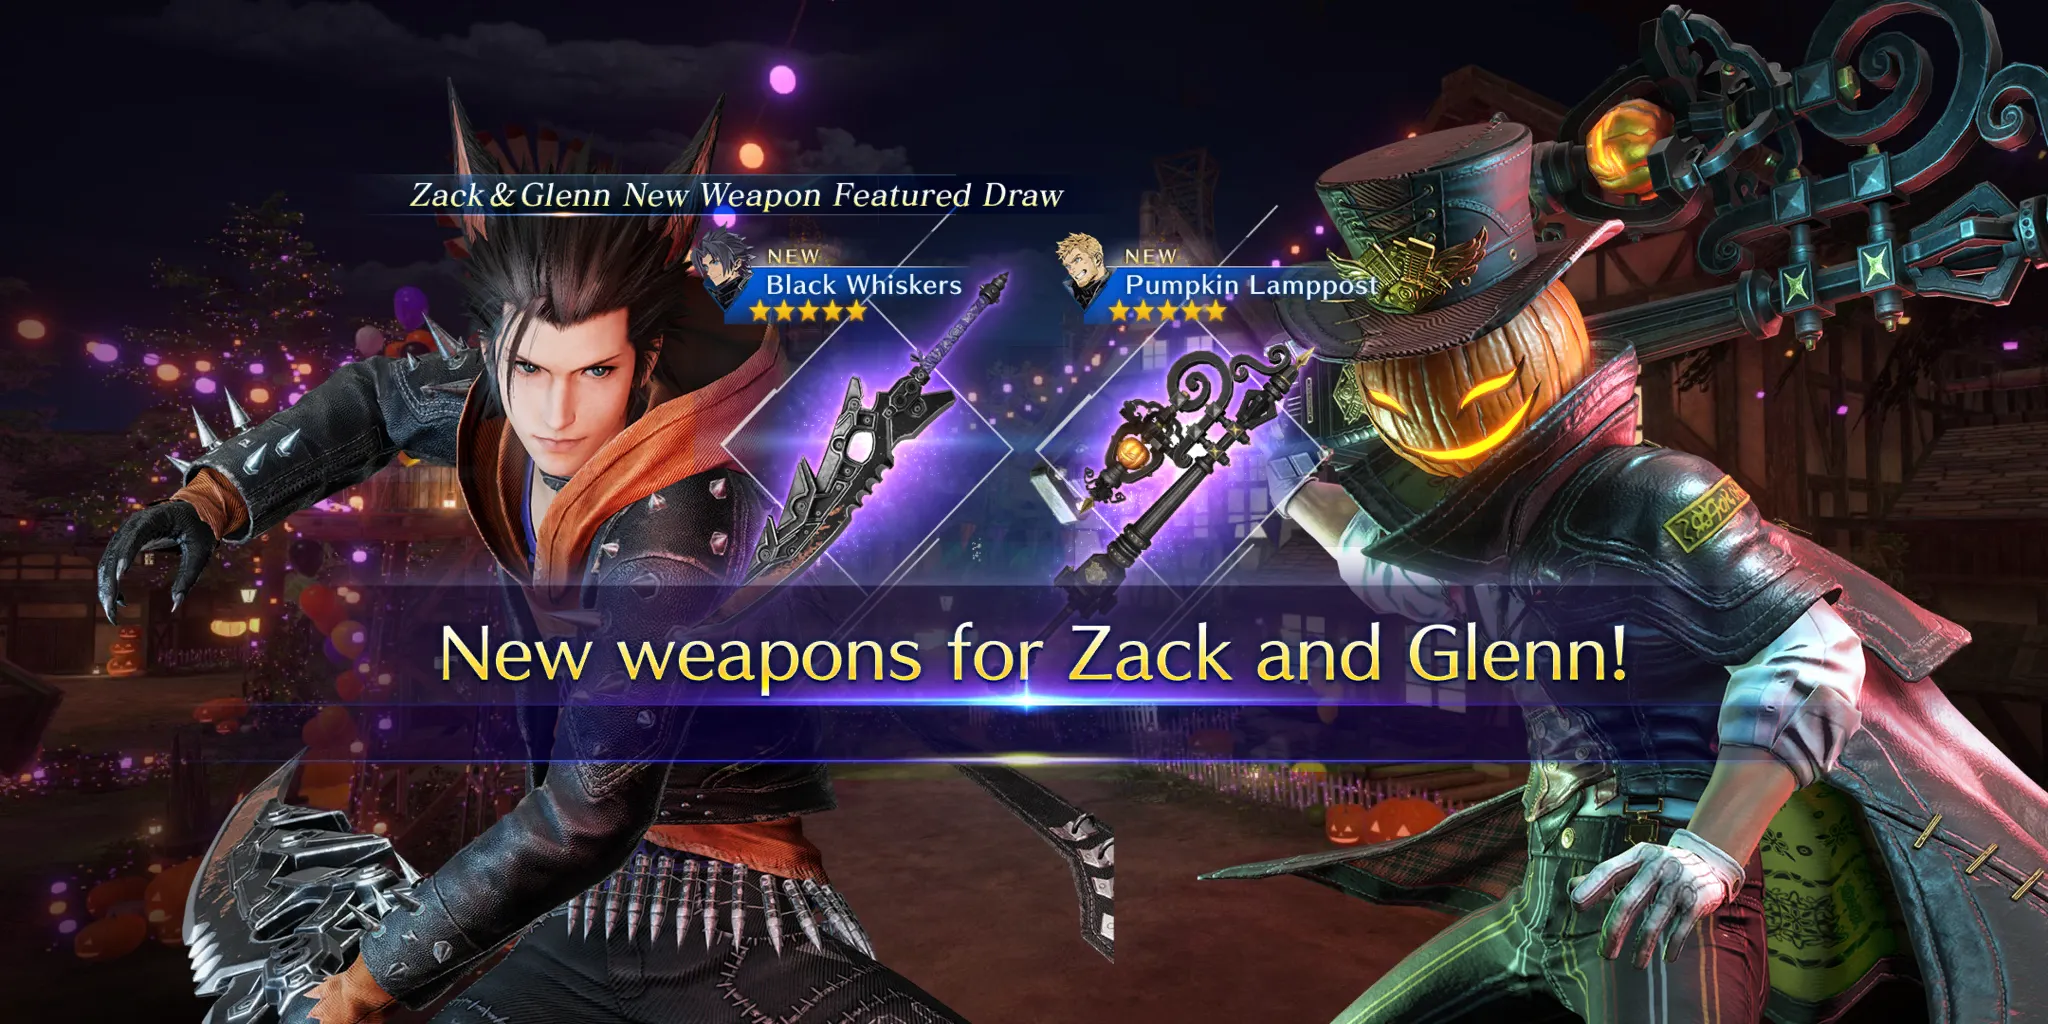 Zack & Glenn New Weapon Featured Draw
NEW
Black Whiskers
NEW
Pumpkin Lamppost
New weapons for Zack and Glenn!